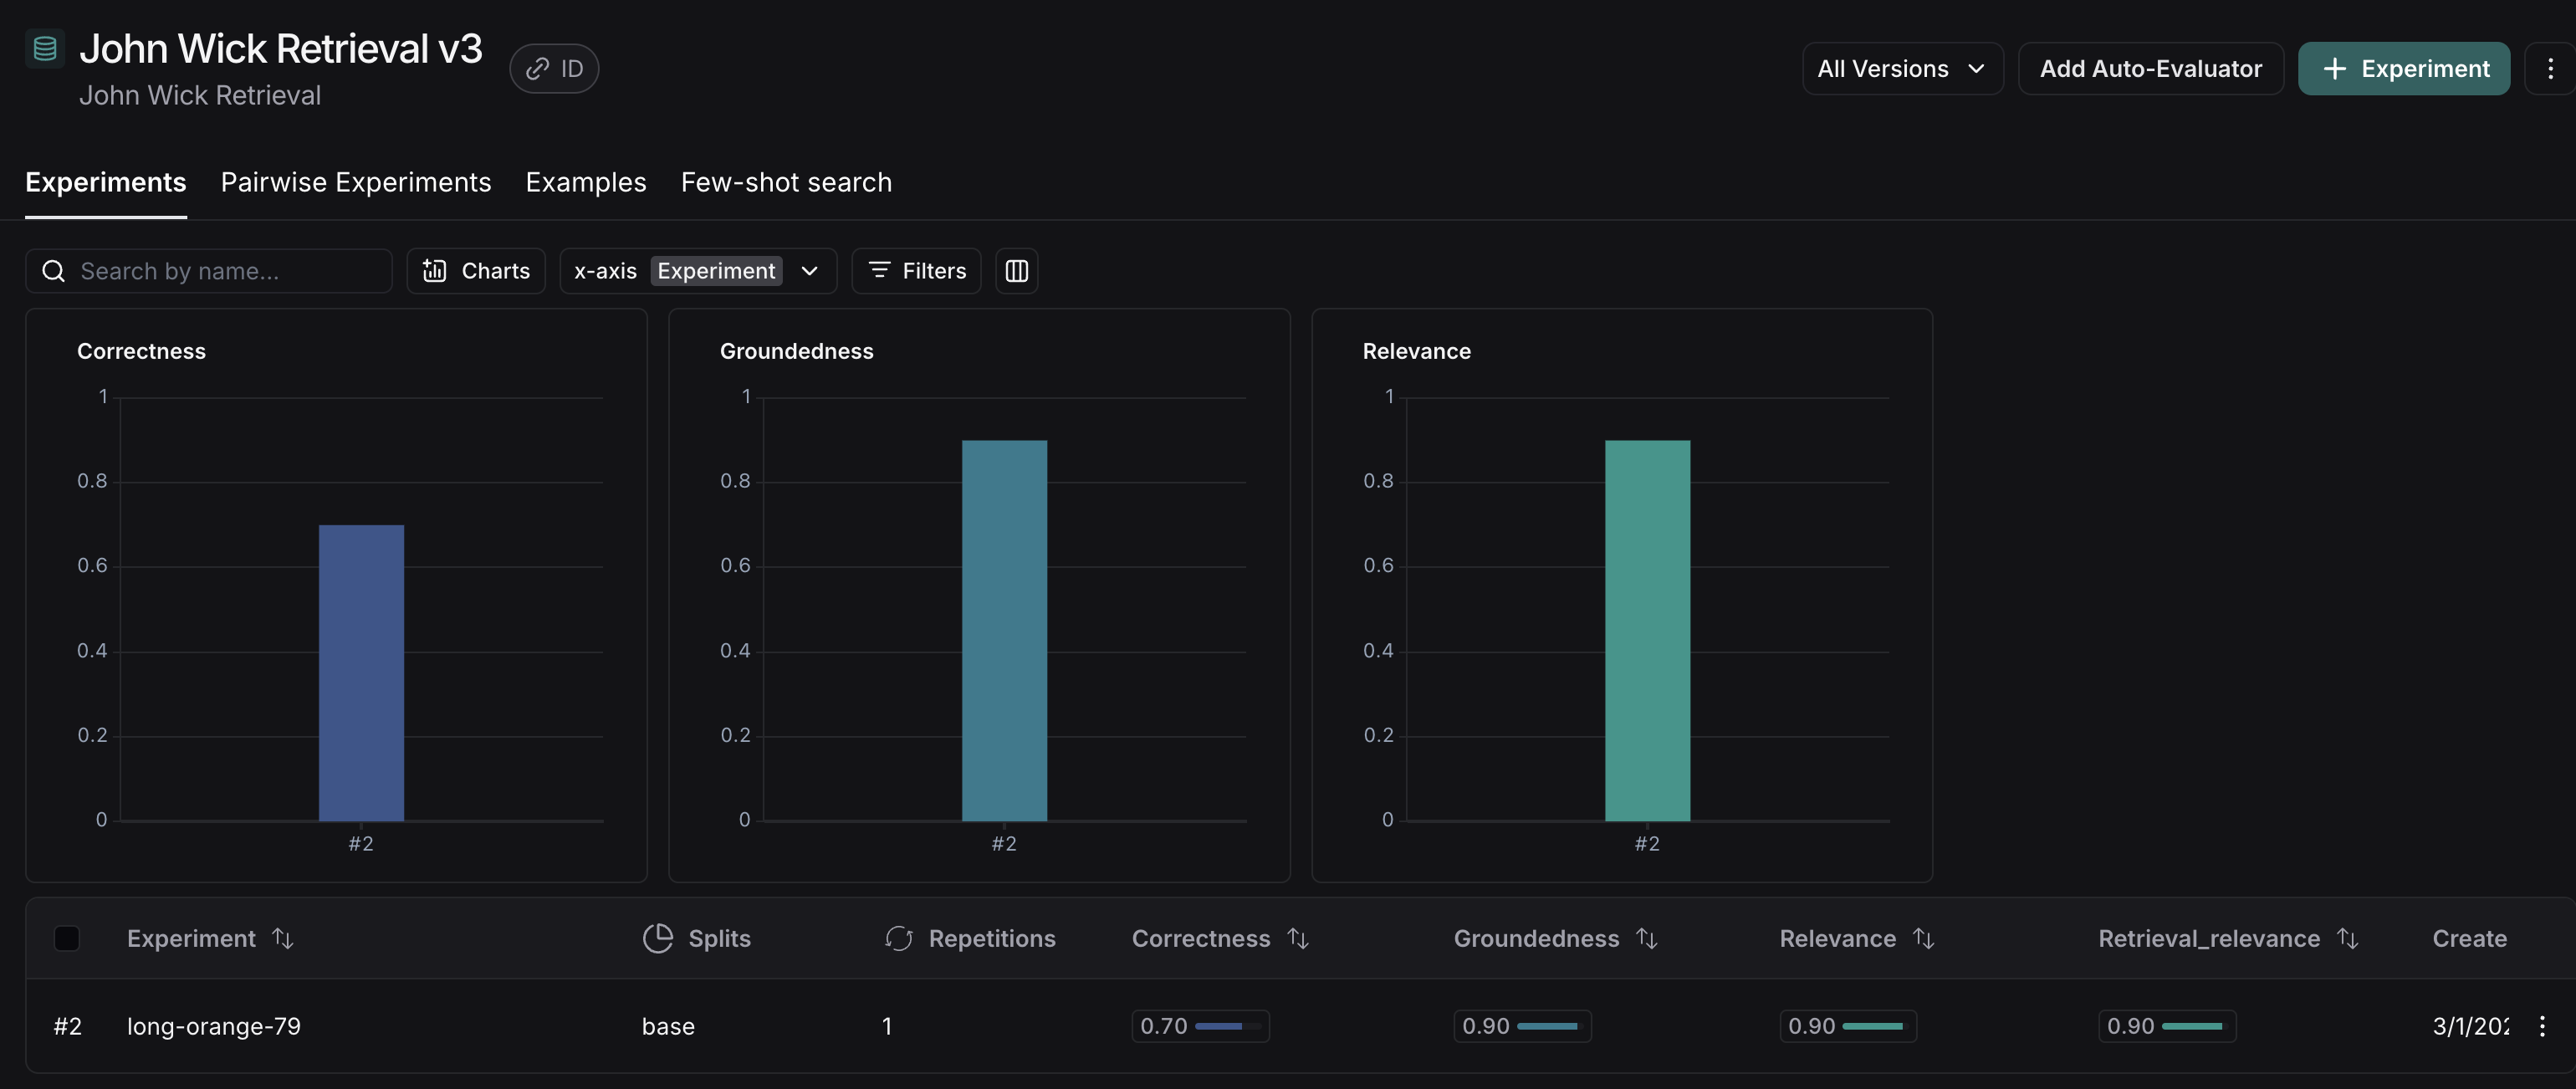 John Wick Retrieval v3
ID
John Wick Retrieval
All Versions
Add Auto-Evaluator
+ Experiment
Experiments
Pairwise Experiments
Examples
Few-shot search
Search by name...
Charts
x-axis Experiment
Filters
Correctness
1
0.8
0.6
0.4
0.2
0
#2
Groundedness
1
0.8
0.6
0.4
0.2
0
#2
Relevance
1
0.8
0.6
0.4
0.2
0
#2
Experiment Splits Repetitions Correctness Groundedness Relevance Retrieval_relevance Create
#2 long-orange-79 base 1 0.70 0.90 0.90 0.90 3/1/202